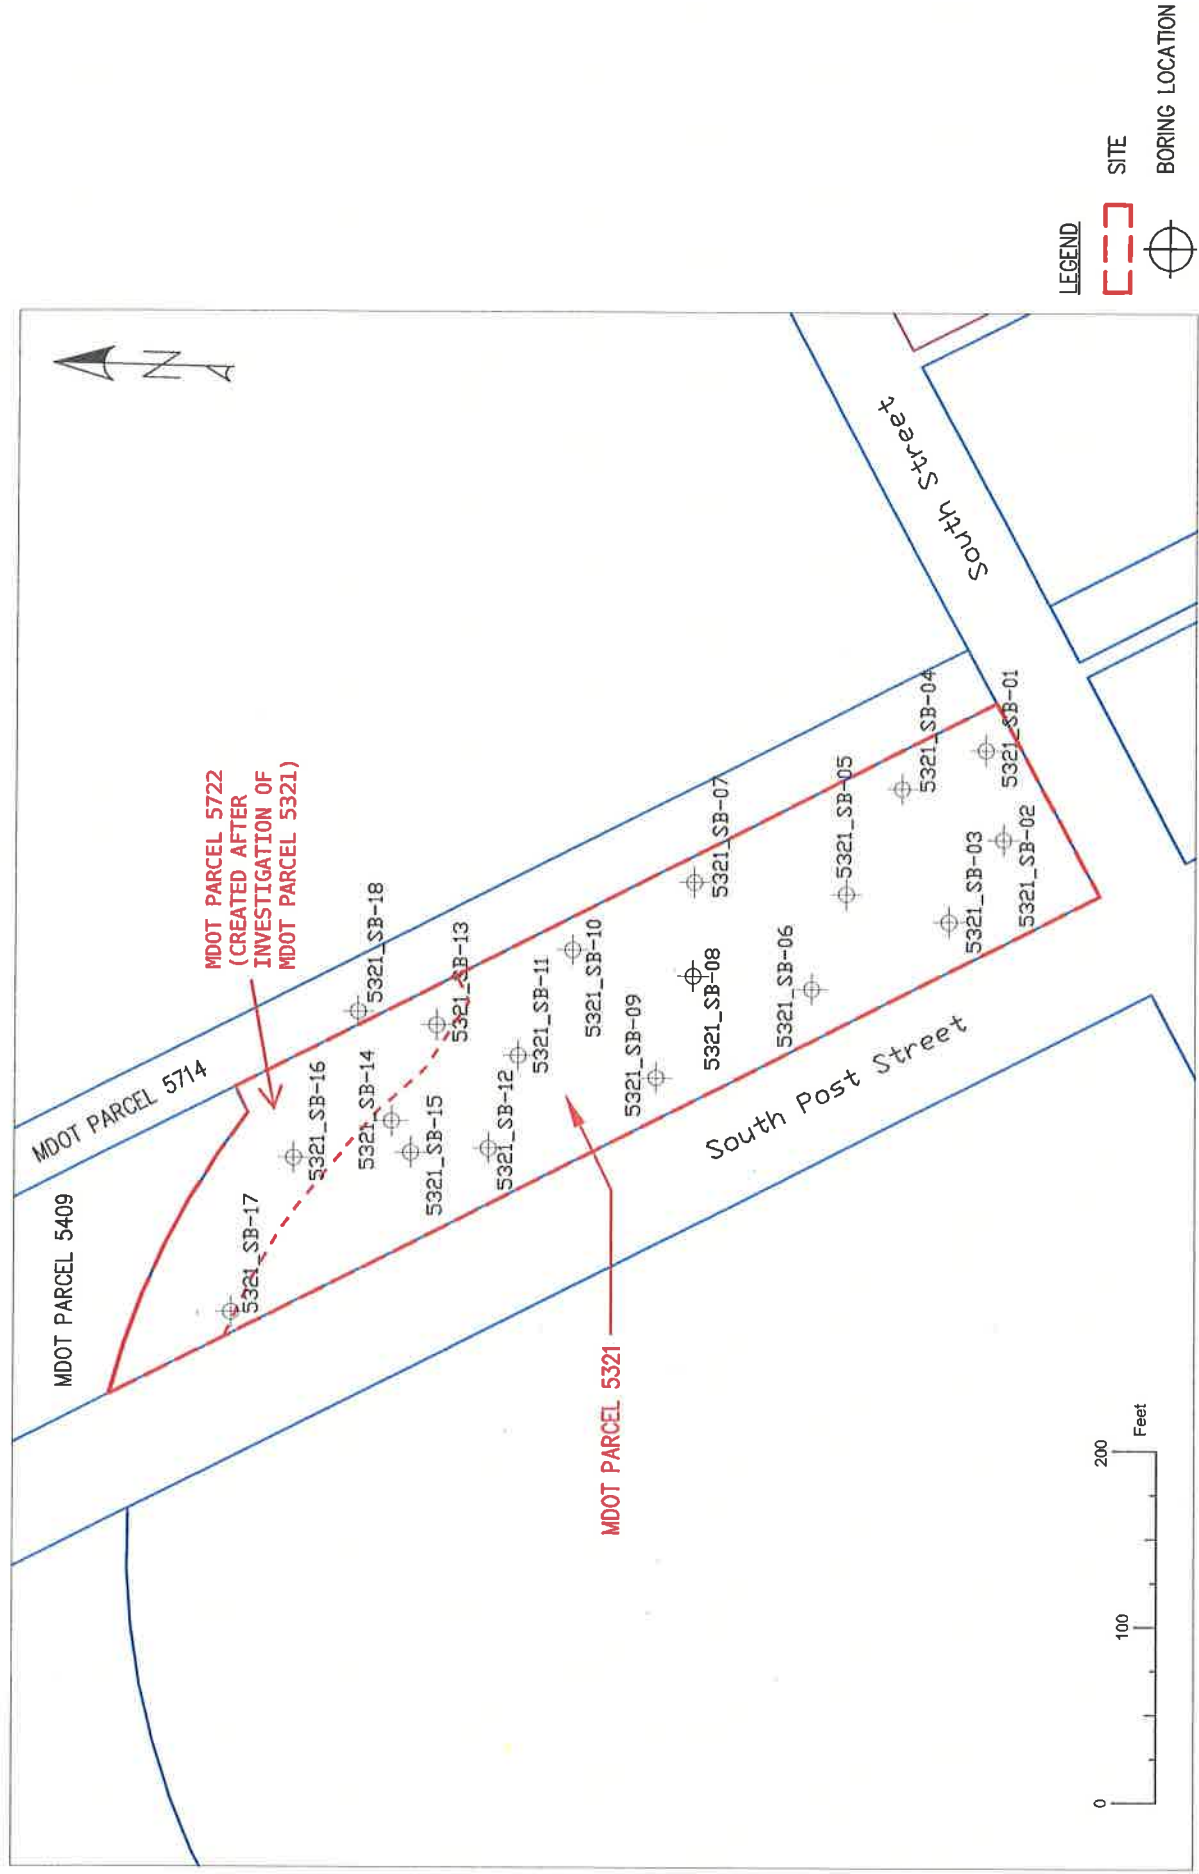 MDOT PARCEL 5409
MDOT PARCEL 5714
MDOT PARCEL 5722
(CREATED AFTER
INVESTIGATION OF
MDOT PARCEL 5321)
N
5321_SB-17
5321_SB-16
5321_SB-18
5321_SB-14
5321_SB-13
5321_SB-15
5321_SB-12
5321_SB-11
5321_SB-10
5321_SB-09
5321_SB-08
5321_SB-07
5321_SB-06
5321_SB-05
5321_SB-04
5321_SB-03
5321_SB-02
5321_SB-01
MDOT PARCEL 5321
South Post Street
South Street
0
100
200
Feet
LEGEND
SITE
BORING LOCATION